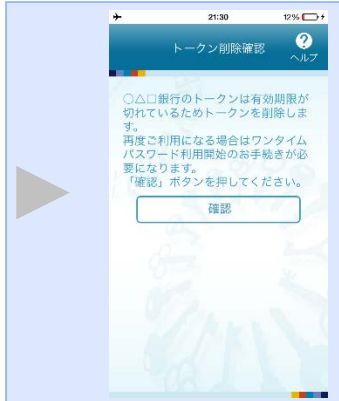 21:30
12%
トークン削除確認
ヘルプ
○△□銀行のトークンは有効期限が
切れているためトークンを削除しま
す。
再度ご利用になる場合はワンタイム
パスワード利用開始のお手続きが必
要になります。
「確認」ボタンを押してください。
確認